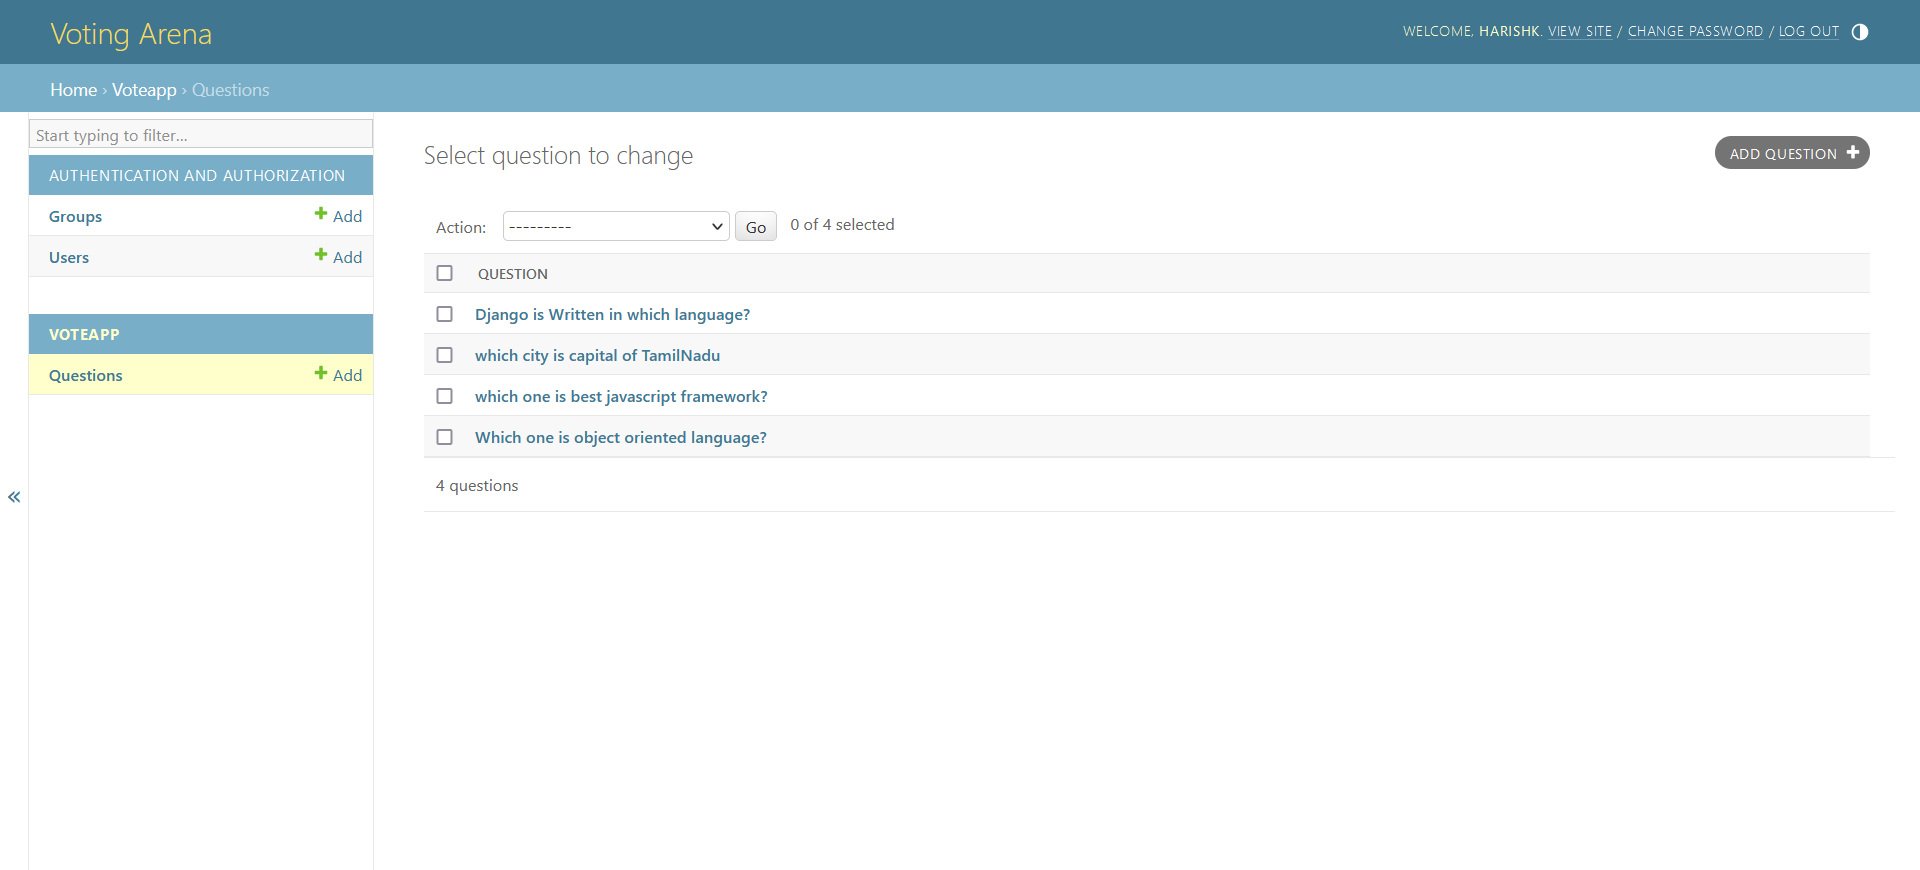 Voting Arena
WELCOME, HARISHK. VIEW SITE / CHANGE PASSWORD / LOG OUT
Home › Voteapp › Questions
Start typing to filter...
AUTHENTICATION AND AUTHORIZATION
Groups
Add
Users
Add
VOTEAPP
Questions
Add
«
Select question to change
ADD QUESTION +
Action: --------- Go 0 of 4 selected
QUESTION
Django is Written in which language?
which city is capital of TamilNadu
which one is best javascript framework?
Which one is object oriented language?
4 questions